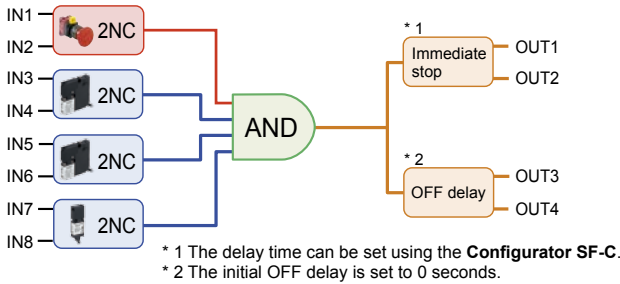 IN1
IN2
2NC
IN3
IN4
2NC
IN5
IN6
2NC
IN7
IN8
2NC
AND
* 1
Immediate
stop
OUT1
OUT2
* 2
OFF delay
OUT3
OUT4
* 1 The delay time can be set using the Configurator SF-C.
* 2 The initial OFF delay is set to 0 seconds.